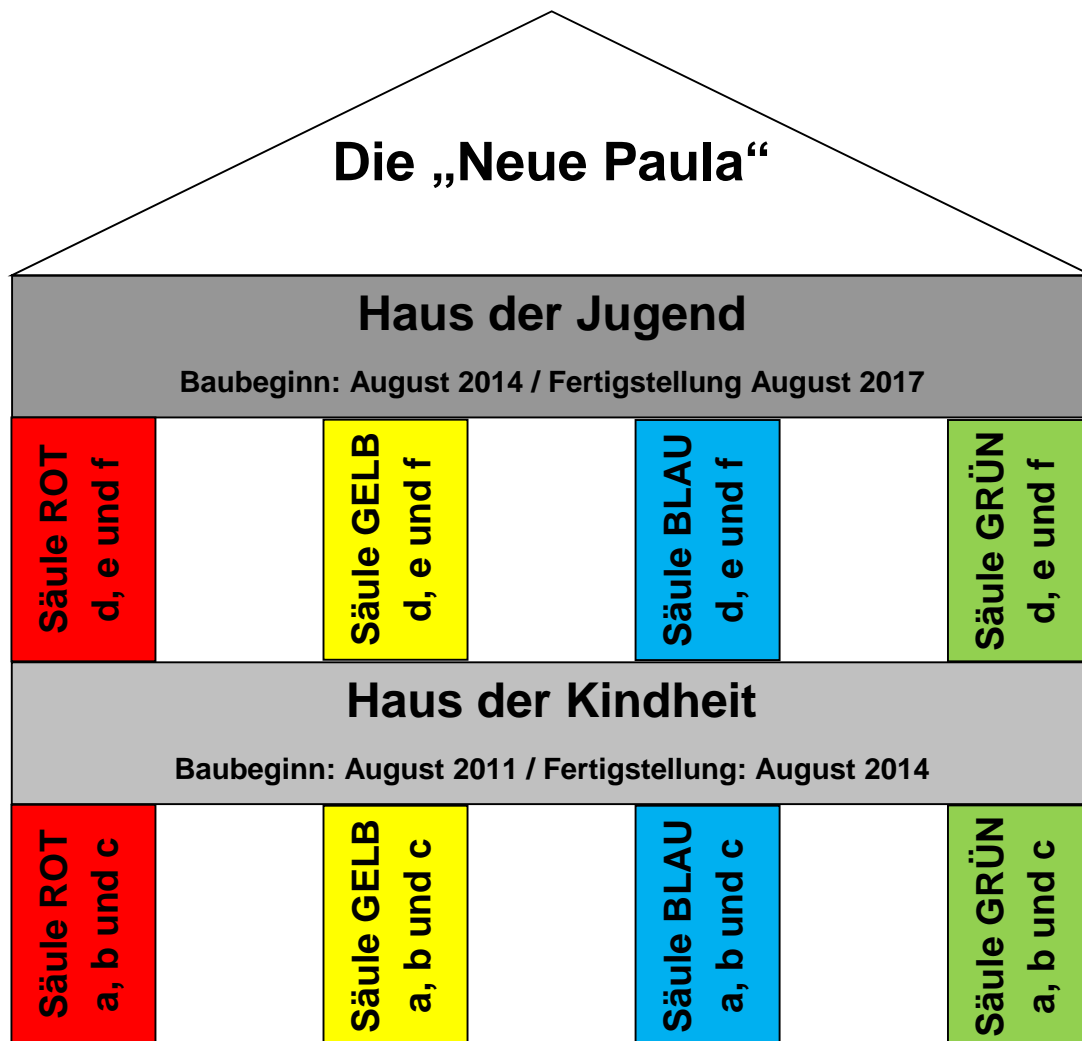 Die „Neue Paula“
Haus der Jugend
Baubeginn: August 2014 / Fertigstellung August 2017
Säule ROT
d, e und f
Säule GELB
d, e und f
Säule BLAU
d, e und f
Säule GRÜN
d, e und f
Haus der Kindheit
Baubeginn: August 2011 / Fertigstellung: August 2014
Säule ROT
a, b und c
Säule GELB
a, b und c
Säule BLAU
a, b und c
Säule GRÜN
a, b und c